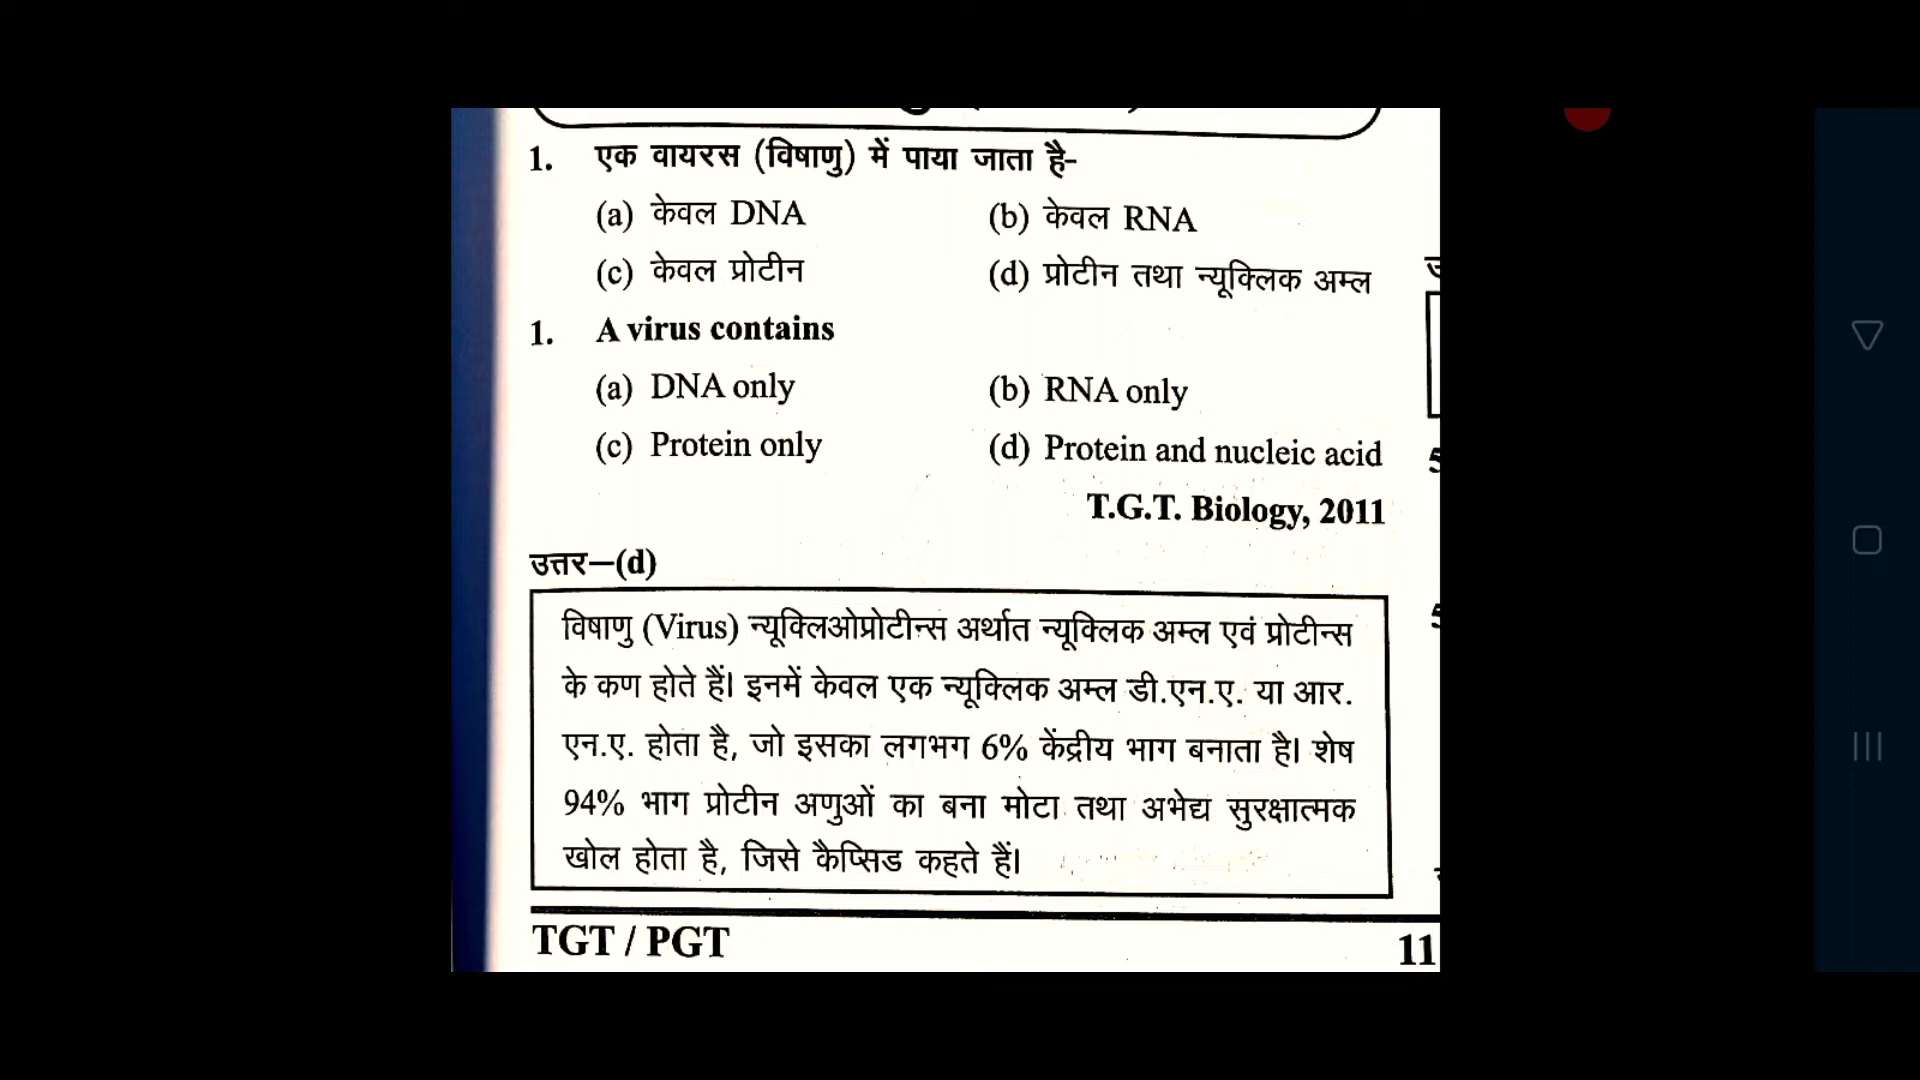 1. एक वायरस (विषाणु) में पाया जाता है-
(a) केवल DNA (b) केवल RNA
(c) केवल प्रोटीन (d) प्रोटीन तथा न्यूक्लिक अम्ल
1. A virus contains
(a) DNA only (b) RNA only
(c) Protein only (d) Protein and nucleic acid
T.G.T. Biology, 2011
उत्तर—(d)
विषाणु (Virus) न्यूक्लिओप्रोटीन्स अर्थात न्यूक्लिक अम्ल एवं प्रोटीन्स
के कण होते हैं। इनमें केवल एक न्यूक्लिक अम्ल डी.एन.ए. या आर.
एन.ए. होता है, जो इसका लगभग 6% केंद्रीय भाग बनाता है। शेष
94% भाग प्रोटीन अणुओं का बना मोटा तथा अभेद्य सुरक्षात्मक
खोल होता है, जिसे कैप्सिड कहते हैं।
TGT / PGT 11